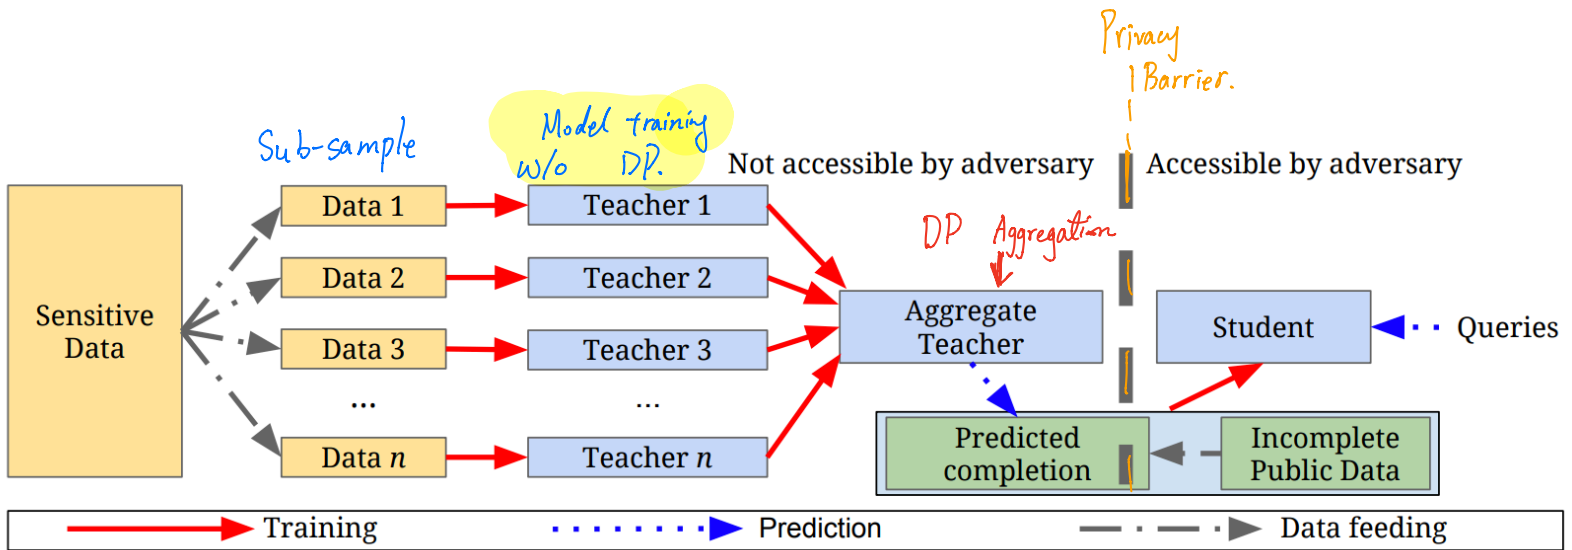 Privacy
Barrier.
Sub-sample
Model training
w/o DP.
Not accessible by adversary
Accessible by adversary
Sensitive
Data
Data 1
Teacher 1
Data 2
Teacher 2
Data 3
Teacher 3
...
...
Data n
Teacher n
DP Aggregation
Aggregate
Teacher
Student
Queries
Predicted
completion
Incomplete
Public Data
Training
Prediction
Data feeding